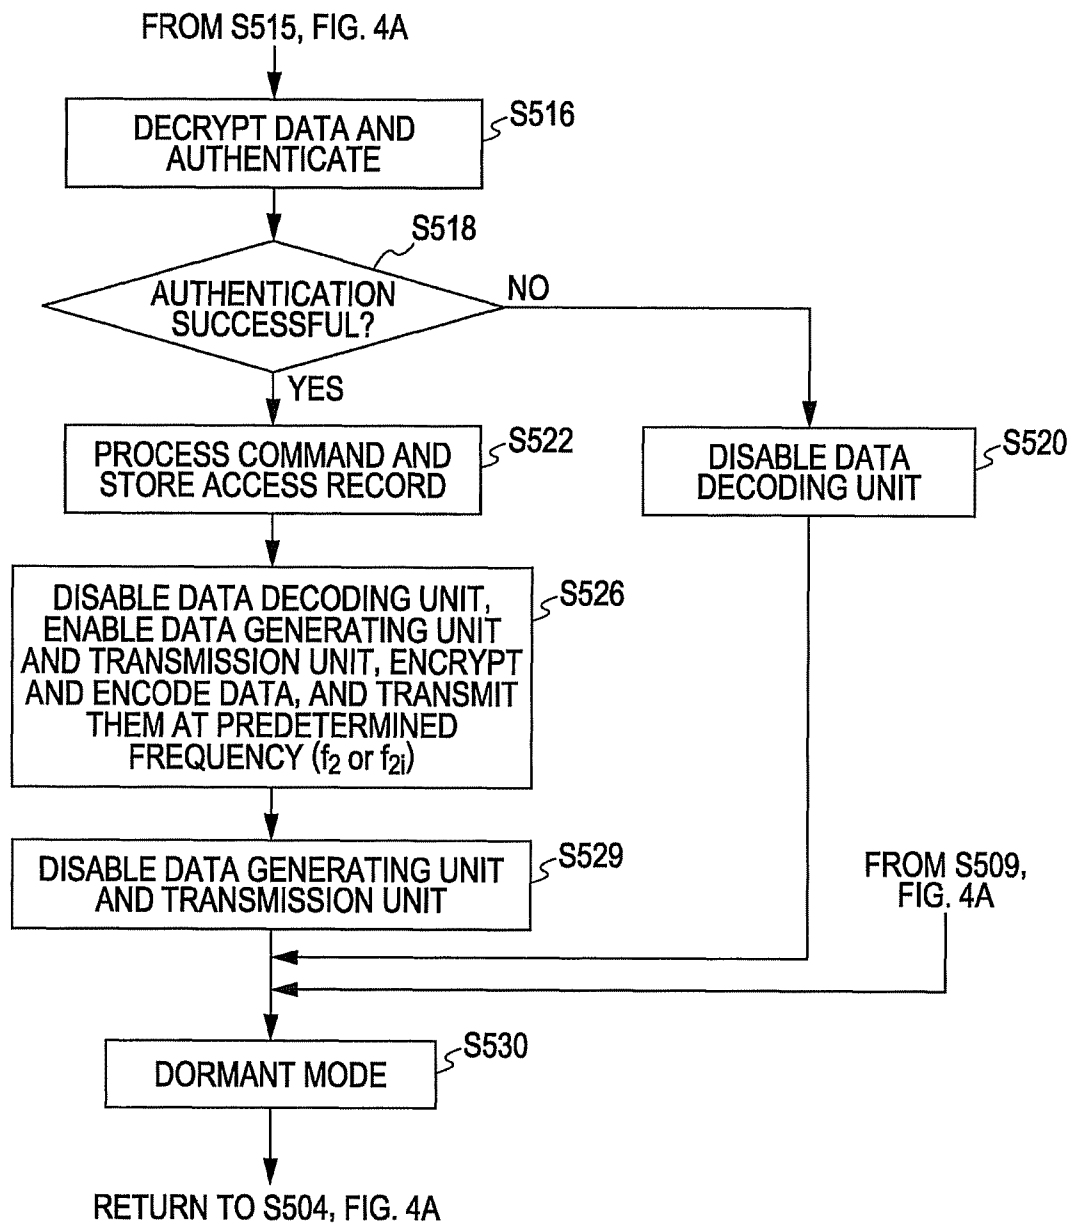 FROM S515, FIG. 4A
DECRYPT DATA AND
AUTHENTICATE
S516
S518
AUTHENTICATION
SUCCESSFUL?
NO
YES
PROCESS COMMAND AND
STORE ACCESS RECORD
S522
DISABLE DATA
DECODING UNIT
S520
DISABLE DATA DECODING UNIT,
ENABLE DATA GENERATING UNIT
AND TRANSMISSION UNIT, ENCRYPT
AND ENCODE DATA, AND TRANSMIT
THEM AT PREDETERMINED
FREQUENCY (f2 or f2i)
S526
DISABLE DATA GENERATING UNIT
AND TRANSMISSION UNIT
S529
FROM S509,
FIG. 4A
DORMANT MODE
S530
RETURN TO S504, FIG. 4A